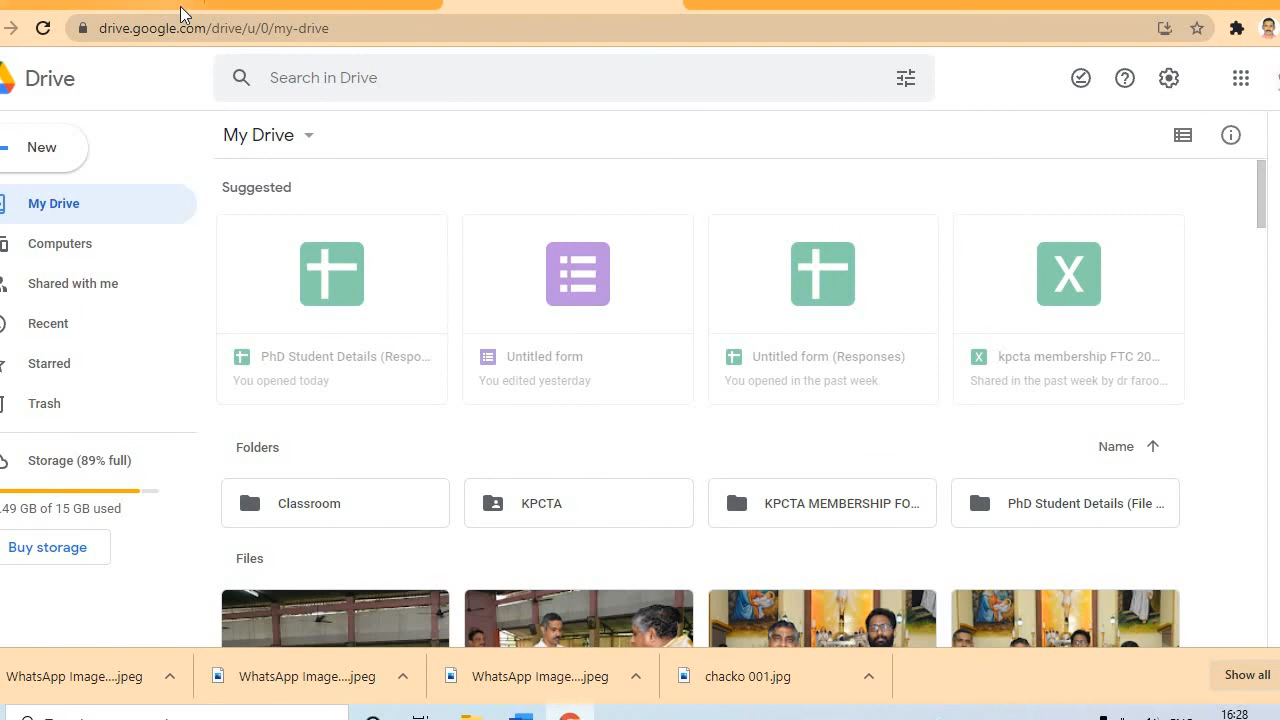 drive.google.com/drive/u/0/my-drive
Drive
Search in Drive
New
My Drive
My Drive
Computers
Shared with me
Recent
Starred
Trash
Storage (89% full)
.49 GB of 15 GB used
Buy storage
Suggested
PhD Student Details (Respo...
You opened today
Untitled form
You edited yesterday
Untitled form (Responses)
You opened in the past week
X
kpcta membership FTC 20...
Shared in the past week by dr faroo...
Folders
Name
Classroom
KPCTA
KPCTA MEMBERSHIP FO...
PhD Student Details (File ...
Files
WhatsApp Image....jpeg
WhatsApp Image....jpeg
WhatsApp Image....jpeg
chacko 001.jpg
Show all
16:28